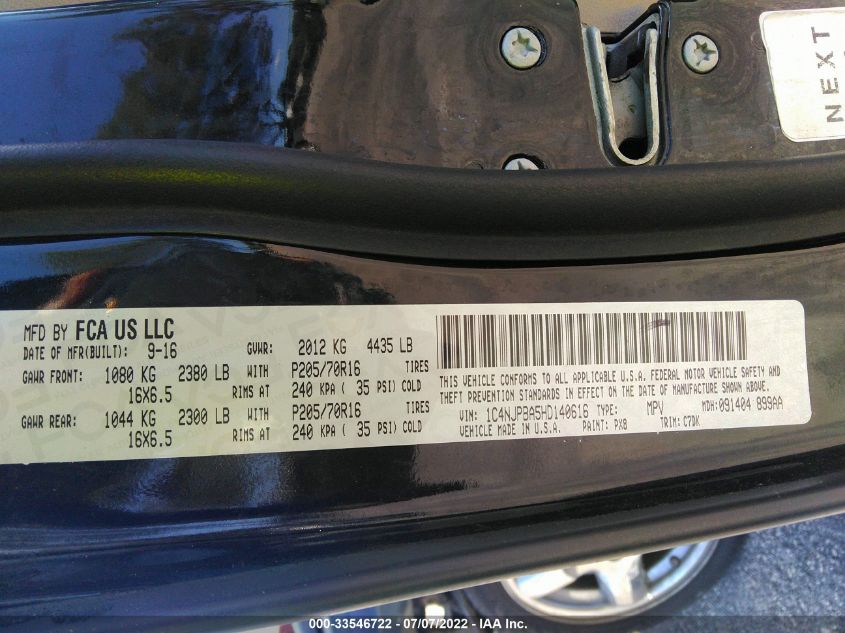 NEXT
MFD BY FCA US LLC
DATE OF MFR(BUILT): 9-16 GVWR: 2012 KG 4435 LB
GAWR FRONT: 1080 KG 2380 LB WITH P205/70R16 TIRES
16X6.5 RIMS AT 240 KPA ( 35 PSI) COLD
GAWR REAR: 1044 KG 2300 LB WITH P205/70R16 TIRES
16X6.5 RIMS AT 240 KPA ( 35 PSI) COLD
THIS VEHICLE CONFORMS TO ALL APPLICABLE U.S.A. FEDERAL MOTOR VEHICLE SAFETY AND
THEFT PREVENTION STANDARDS IN EFFECT ON THE DATE OF MANUFACTURE SHOWN ABOVE.
VIN: 1C4NJPBA5HD140616 TYPE: MPV MDH: 091404 899AA
VEHICLE MADE IN U.S.A. PAINT: PX8 TRIM: C7DK
000-33546722 - 07/07/2022 - IAA Inc.